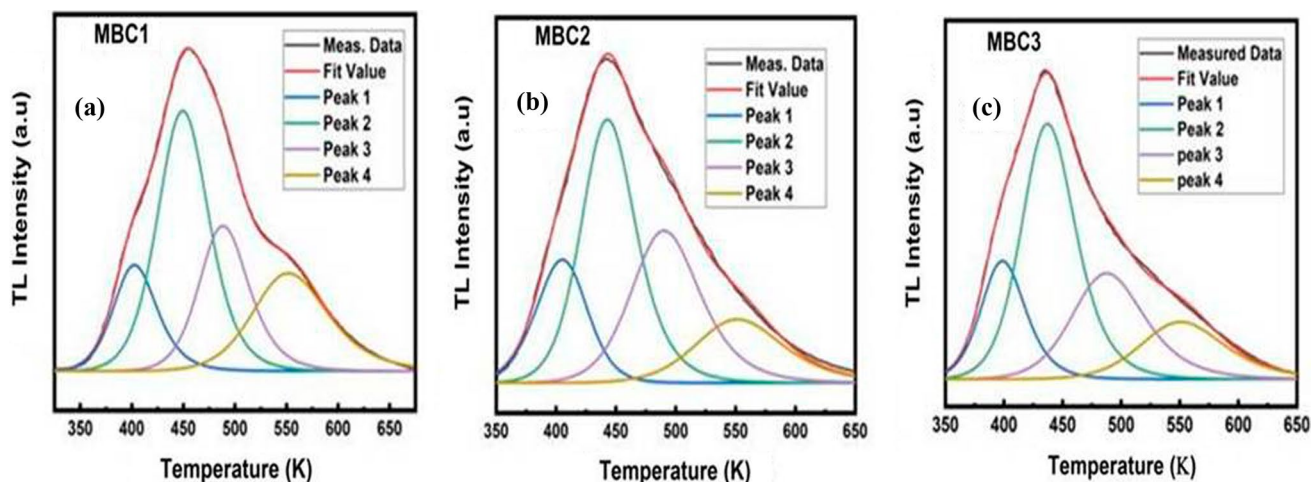 MBC1
(a)
Meas. Data
Fit Value
Peak 1
Peak 2
Peak 3
Peak 4
TL Intensity (a.u)
350 400 450 500 550 600 650
Temperature (K)
MBC2
(b)
Meas. Data
Fit Value
Peak 1
Peak 2
Peak 3
Peak 4
TL Intensity (a.u)
350 400 450 500 550 600 650
Temperature (K)
MBC3
(c)
Measured Data
Fit Value
Peak 1
Peak 2
peak 3
peak 4
TL Intensity (a.u)
350 400 450 500 550 600 650
Temperature (K)